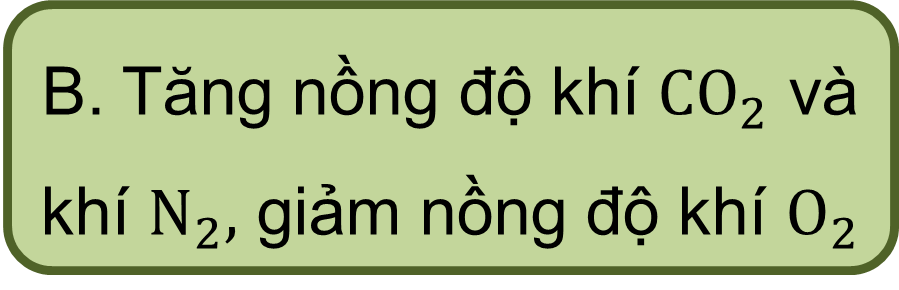 B. Tăng nồng độ khí CO₂ và
khí N₂, giảm nồng độ khí O₂